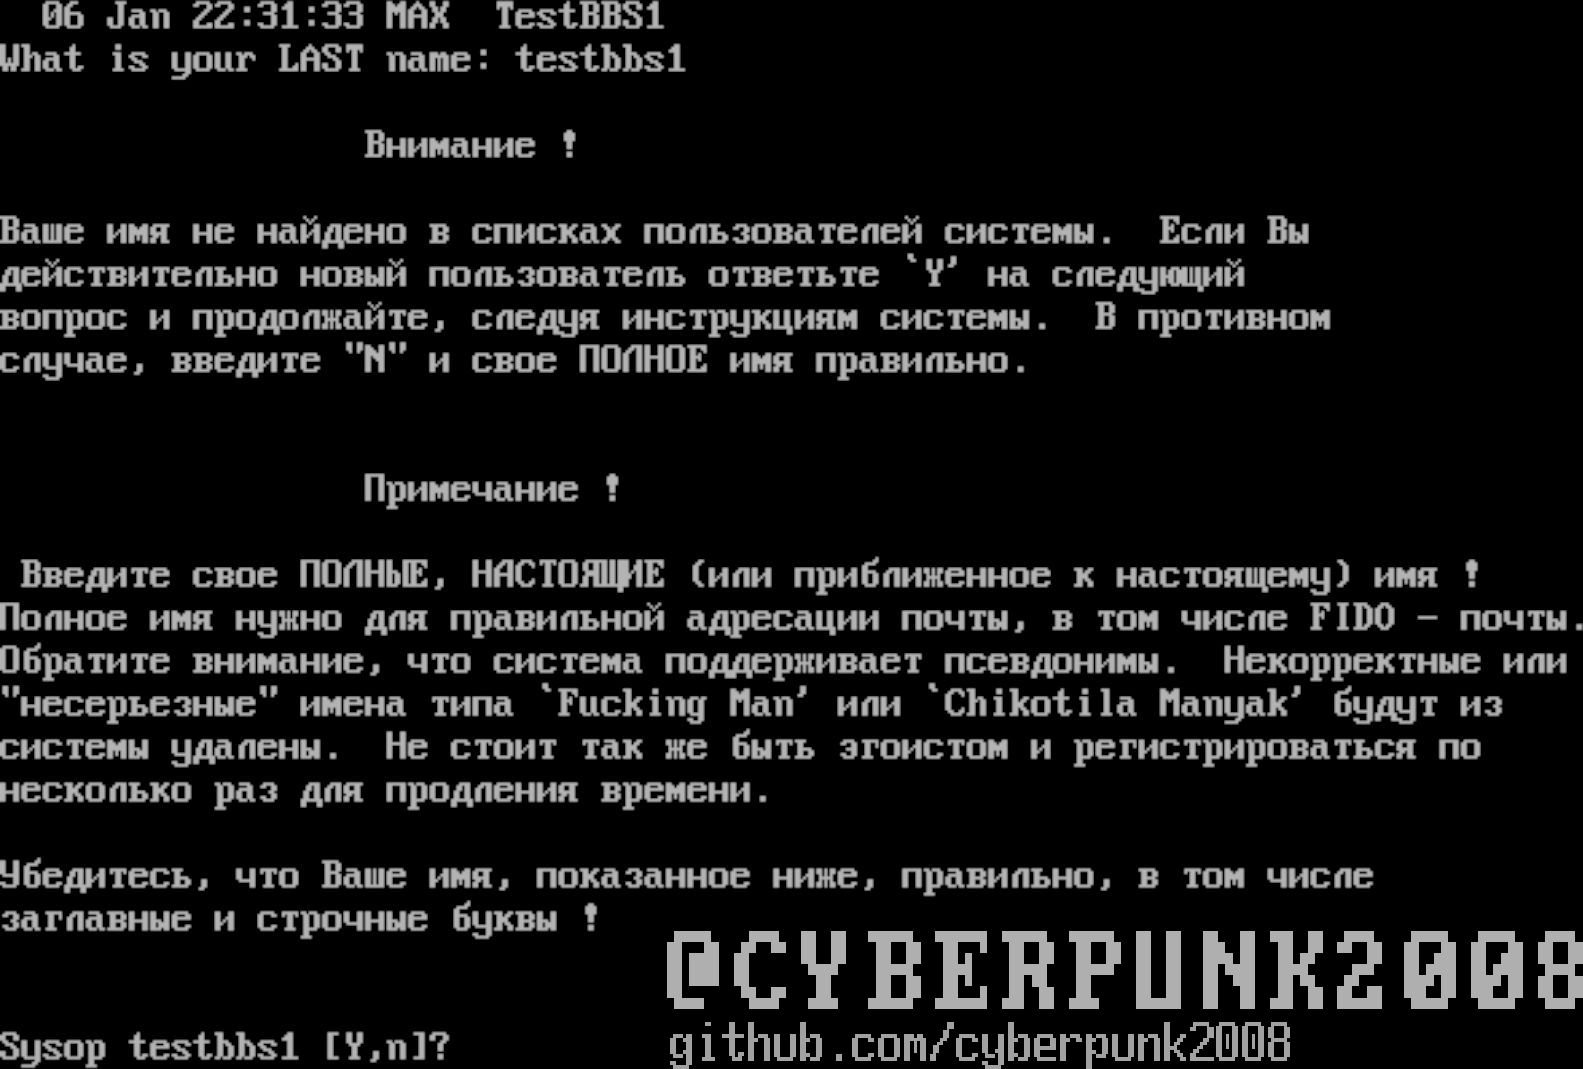 06 Jan 22:31:33 MAX  TestBBS1
What is your LAST name: testbbs1
Внимание !
Ваше имя не найдено в списках пользователей системы.  Если Вы
действительно новый пользователь ответьте `Y' на следующий
вопрос и продолжайте, следуя инструкциям системы.  В противном
случае, введите "N" и свое ПОЛНОЕ имя правильно.
Примечание !
Введите свое ПОЛНЫЕ, НАСТОЯЩИЕ (или приближенное к настоящему) имя !
Полное имя нужно для правильной адресации почты, в том числе FIDO - почты.
Обратите внимание, что система поддерживает псевдонимы.  Некорректные или
"несерьезные" имена типа `Fucking Man' или `Chikotila Manyak' будут из
системы удалены.  Не стоит так же быть эгоистом и регистрироваться по
несколько раз для продления времени.
Убедитесь, что Ваше имя, показанное ниже, правильно, в том числе
заглавные и строчные буквы !
@CYBERPUNK2008
github.com/cyberpunk2008
Sysop testbbs1 [Y,n]?